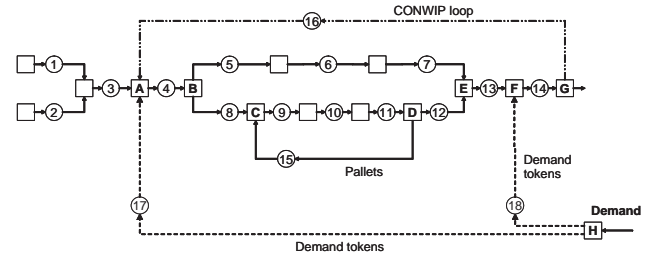 CONWIP loop
16
1
5
6
7
3
A
4
B
E
13
F
14
G
2
8
C
9
10
11
D
12
15
Pallets
Demand
tokens
17
18
Demand
H
Demand tokens